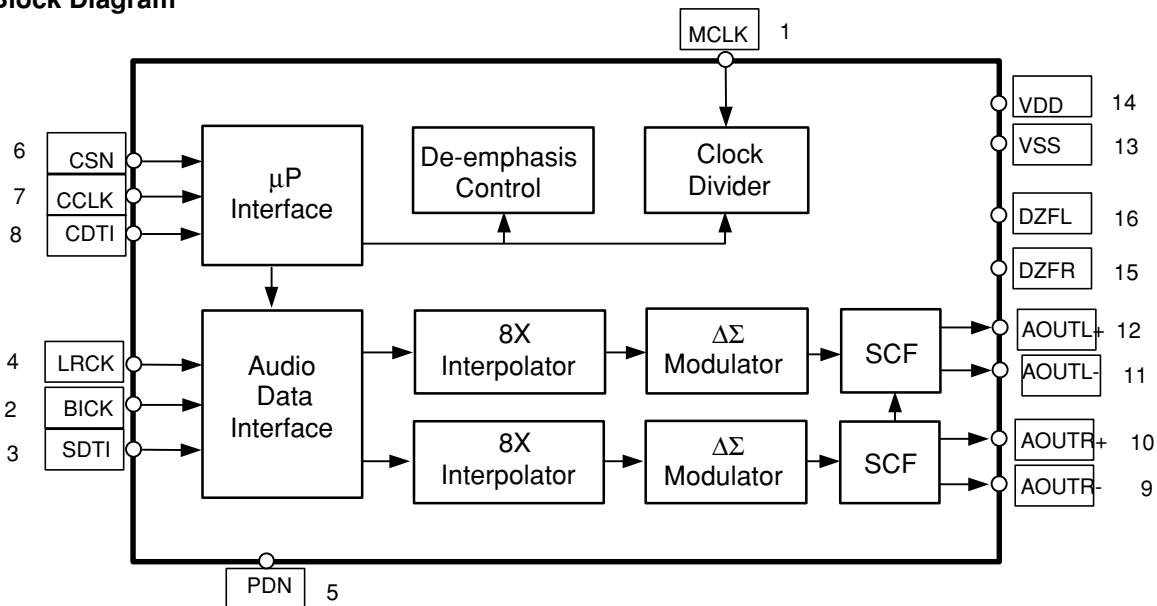 Block Diagram
MCLK 1
6 CSN
7 CCLK
8 CDTI
μP
Interface
De-emphasis
Control
Clock
Divider
VDD 14
VSS 13
DZFL 16
DZFR 15
4 LRCK
2 BICK
3 SDTI
Audio
Data
Interface
8X
Interpolator
ΔΣ
Modulator
SCF
AOUTL+ 12
AOUTL- 11
8X
Interpolator
ΔΣ
Modulator
SCF
AOUTR+ 10
AOUTR- 9
PDN 5